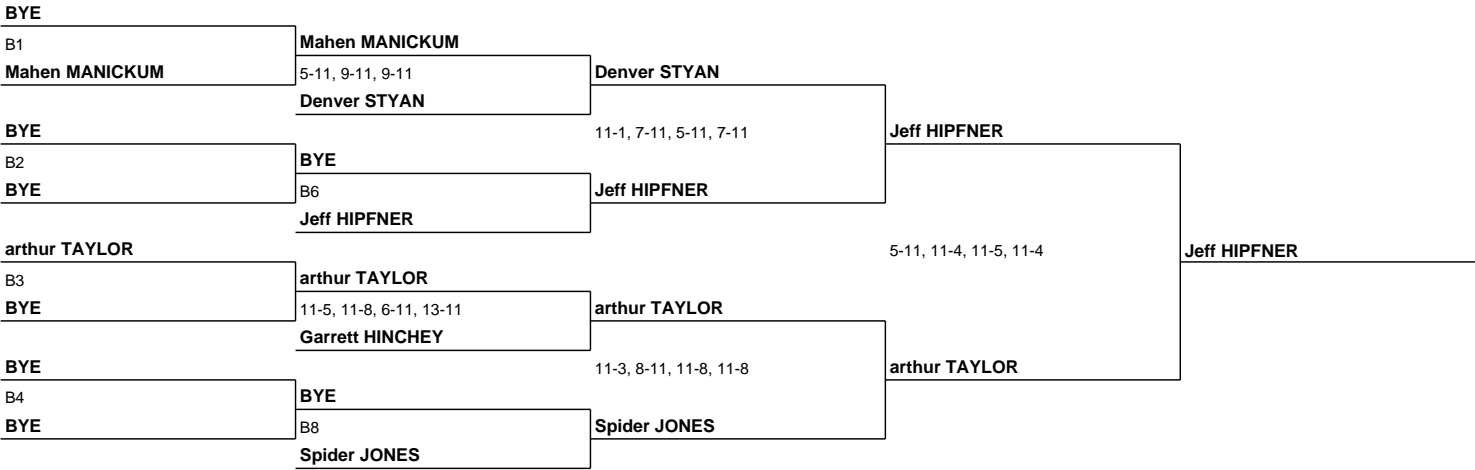 BYE
B1
Mahen MANICKUM
Mahen MANICKUM
5-11, 9-11, 9-11
Denver STYAN
Denver STYAN
BYE
B2
BYE
BYE
B6
Jeff HIPFNER
11-1, 7-11, 5-11, 7-11
Jeff HIPFNER
Jeff HIPFNER
arthur TAYLOR
B3
BYE
arthur TAYLOR
11-5, 11-8, 6-11, 13-11
Garrett HINCHEY
arthur TAYLOR
5-11, 11-4, 11-5, 11-4
Jeff HIPFNER
BYE
B4
BYE
BYE
B8
Spider JONES
11-3, 8-11, 11-8, 11-8
Spider JONES
arthur TAYLOR